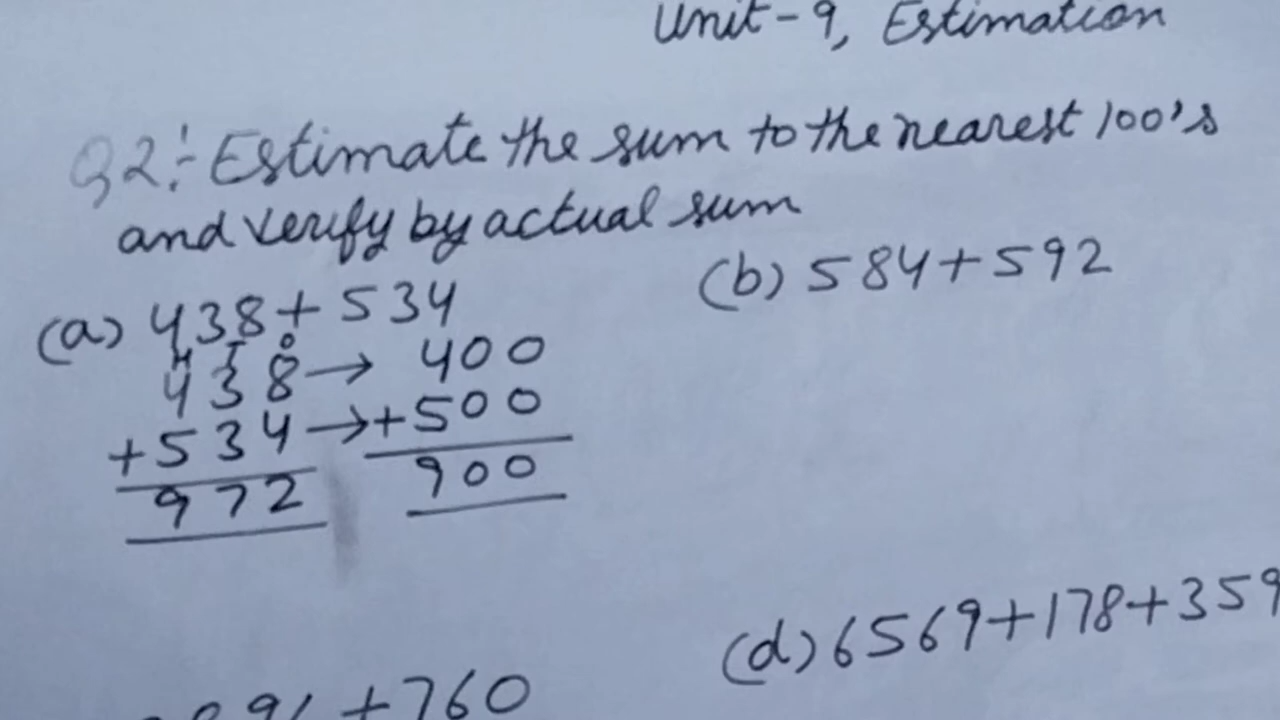 Unit-9, Estimation
Q2:- Estimate the sum to the nearest 100's
and verify by actual sum
(a) 438+534
(b) 584+592
H T O
438 → 400
+534 → +500
972 900
(d) 6569+178+359
+760